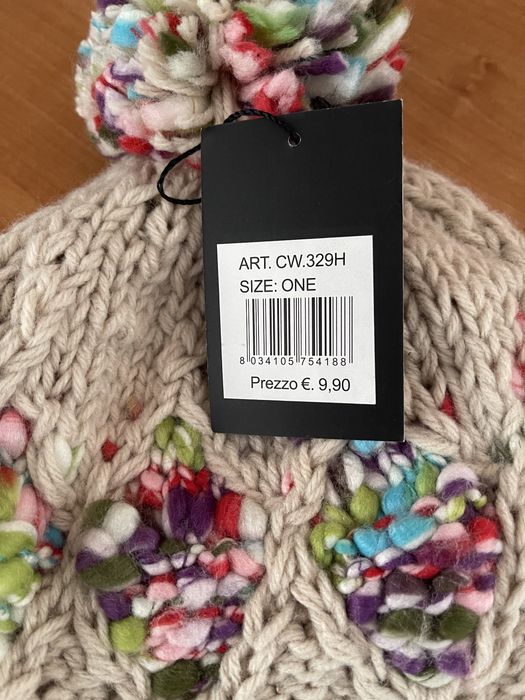 ART. CW.329H
SIZE: ONE
8 034105 754188
Prezzo €. 9,90